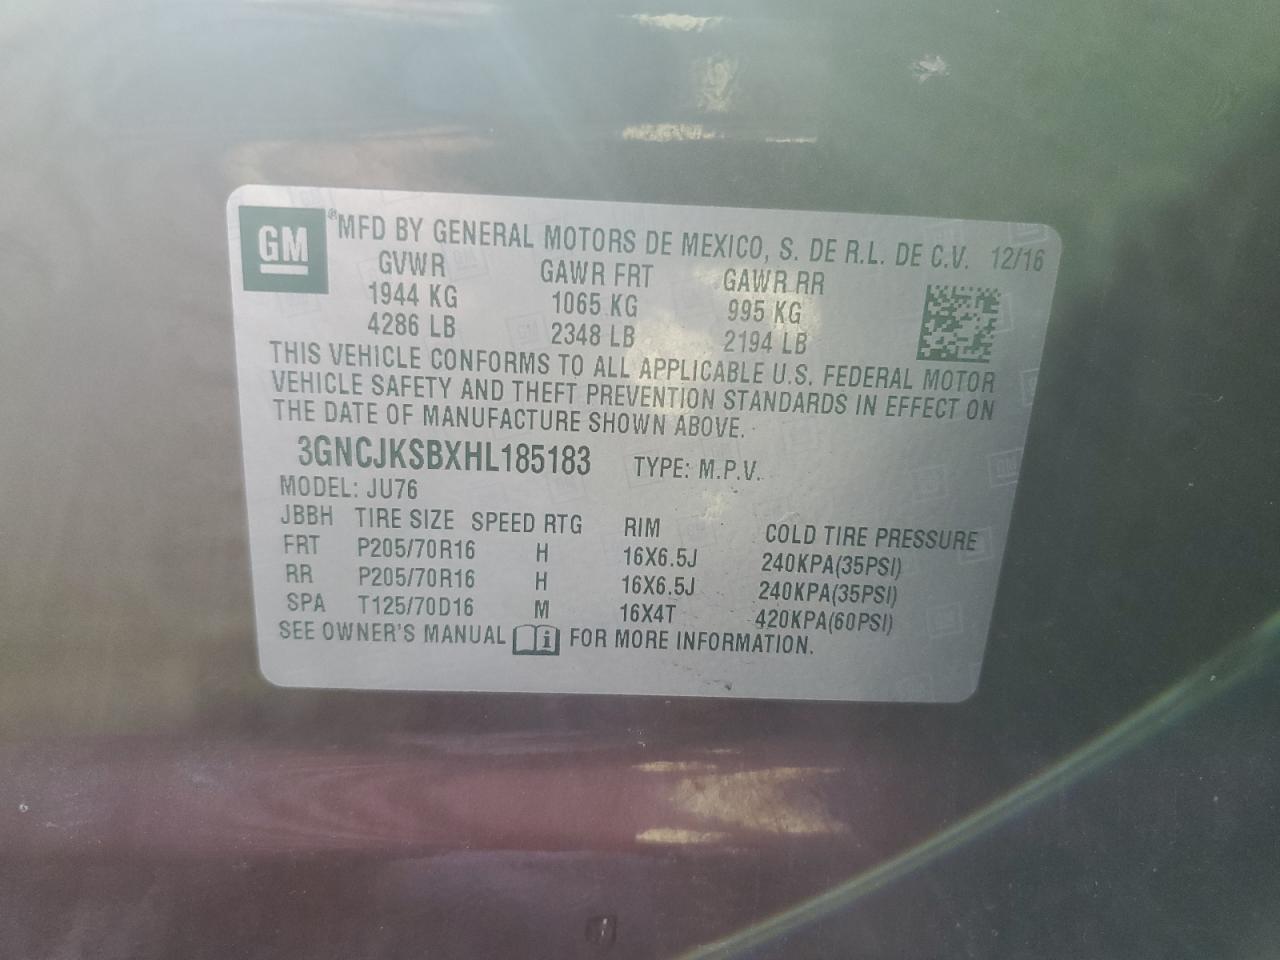 GM ®MFD BY GENERAL MOTORS DE MEXICO, S. DE R.L. DE C.V. 12/16
GVWR GAWR FRT GAWR RR
1944 KG 1065 KG 995 KG
4286 LB 2348 LB 2194 LB
THIS VEHICLE CONFORMS TO ALL APPLICABLE U.S. FEDERAL MOTOR
VEHICLE SAFETY AND THEFT PREVENTION STANDARDS IN EFFECT ON
THE DATE OF MANUFACTURE SHOWN ABOVE.
3GNCJKSBXHL185183 TYPE: M.P.V.
MODEL: JU76
JBBH TIRE SIZE SPEED RTG RIM COLD TIRE PRESSURE
FRT P205/70R16 H 16X6.5J 240KPA(35PSI)
RR P205/70R16 H 16X6.5J 240KPA(35PSI)
SPA T125/70D16 M 16X4T 420KPA(60PSI)
SEE OWNER'S MANUAL i FOR MORE INFORMATION.